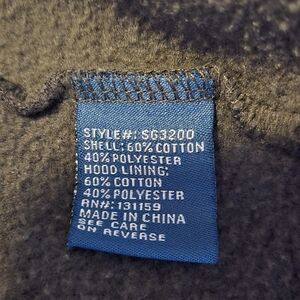 STYLE#: SG3200
SHELL: 60% COTTON
40% POLYESTER
HOOD LINING:
60% COTTON
40% POLYESTER
RN#: 131159
MADE IN CHINA
SEE CARE
ON REVERSE